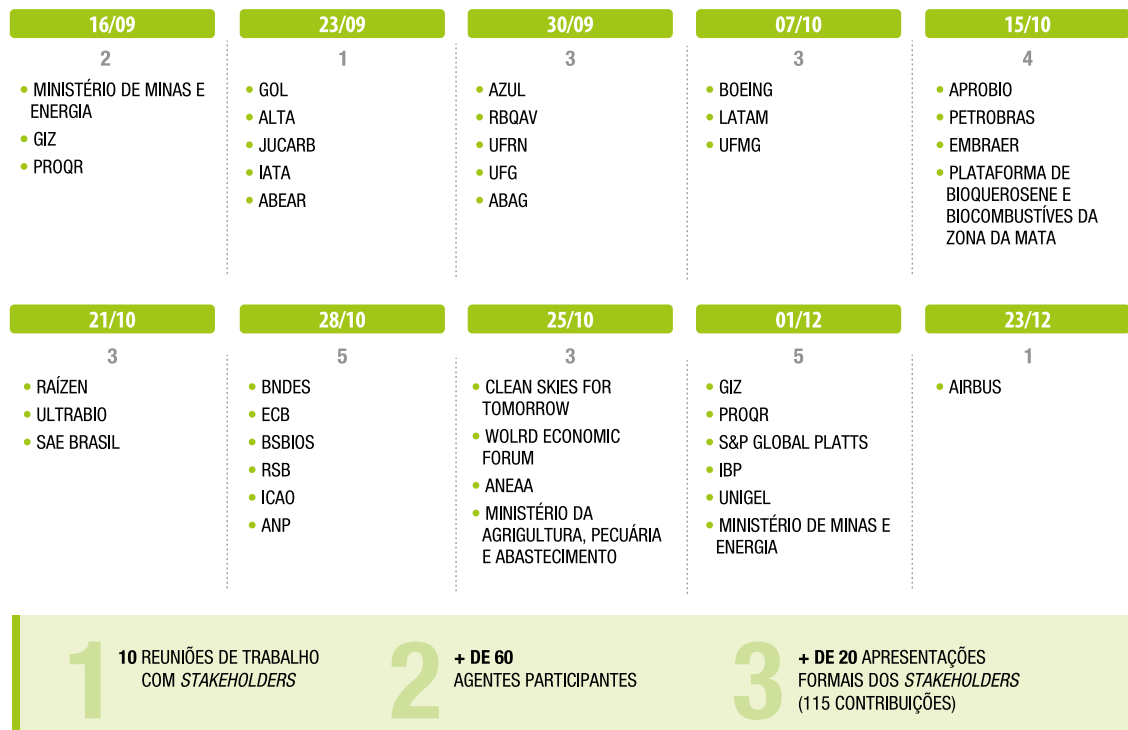 16/09
2
• MINISTÉRIO DE MINAS E
ENERGIA
• GIZ
• PROQR
23/09
1
• GOL
• ALTA
• JUCARB
• IATA
• ABEAR
30/09
3
• AZUL
• RBQAV
• UFRN
• UFG
• ABAG
07/10
3
• BOEING
• LATAM
• UFMG
15/10
4
• APROBIO
• PETROBRAS
• EMBRAER
• PLATAFORMA DE
BIOQUEROSENE E
BIOCOMBUSTÍVES DA
ZONA DA MATA
21/10
3
• RAÍZEN
• ULTRABIO
• SAE BRASIL
28/10
5
• BNDES
• ECB
• BSBIOS
• RSB
• ICAO
• ANP
25/10
3
• CLEAN SKIES FOR
TOMORROW
• WOLRD ECONOMIC
FORUM
• ANEAA
• MINISTÉRIO DA
AGRIGULTURA, PECUÁRIA
E ABASTECIMENTO
01/12
5
• GIZ
• PROQR
• S&P GLOBAL PLATTS
• IBP
• UNIGEL
• MINISTÉRIO DE MINAS E
ENERGIA
23/12
1
• AIRBUS
1
10 REUNIÕES DE TRABALHO
COM STAKEHOLDERS
2
+ DE 60
AGENTES PARTICIPANTES
3
+ DE 20 APRESENTAÇÕES
FORMAIS DOS STAKEHOLDERS
(115 CONTRIBUIÇÕES)